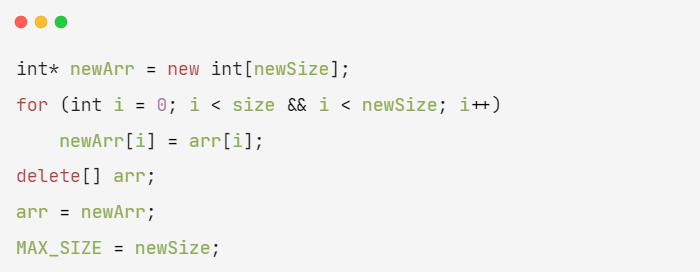 int* newArr = new int[newSize];
for (int i = 0; i < size && i < newSize; i++)
    newArr[i] = arr[i];
delete[] arr;
arr = newArr;
MAX_SIZE = newSize;